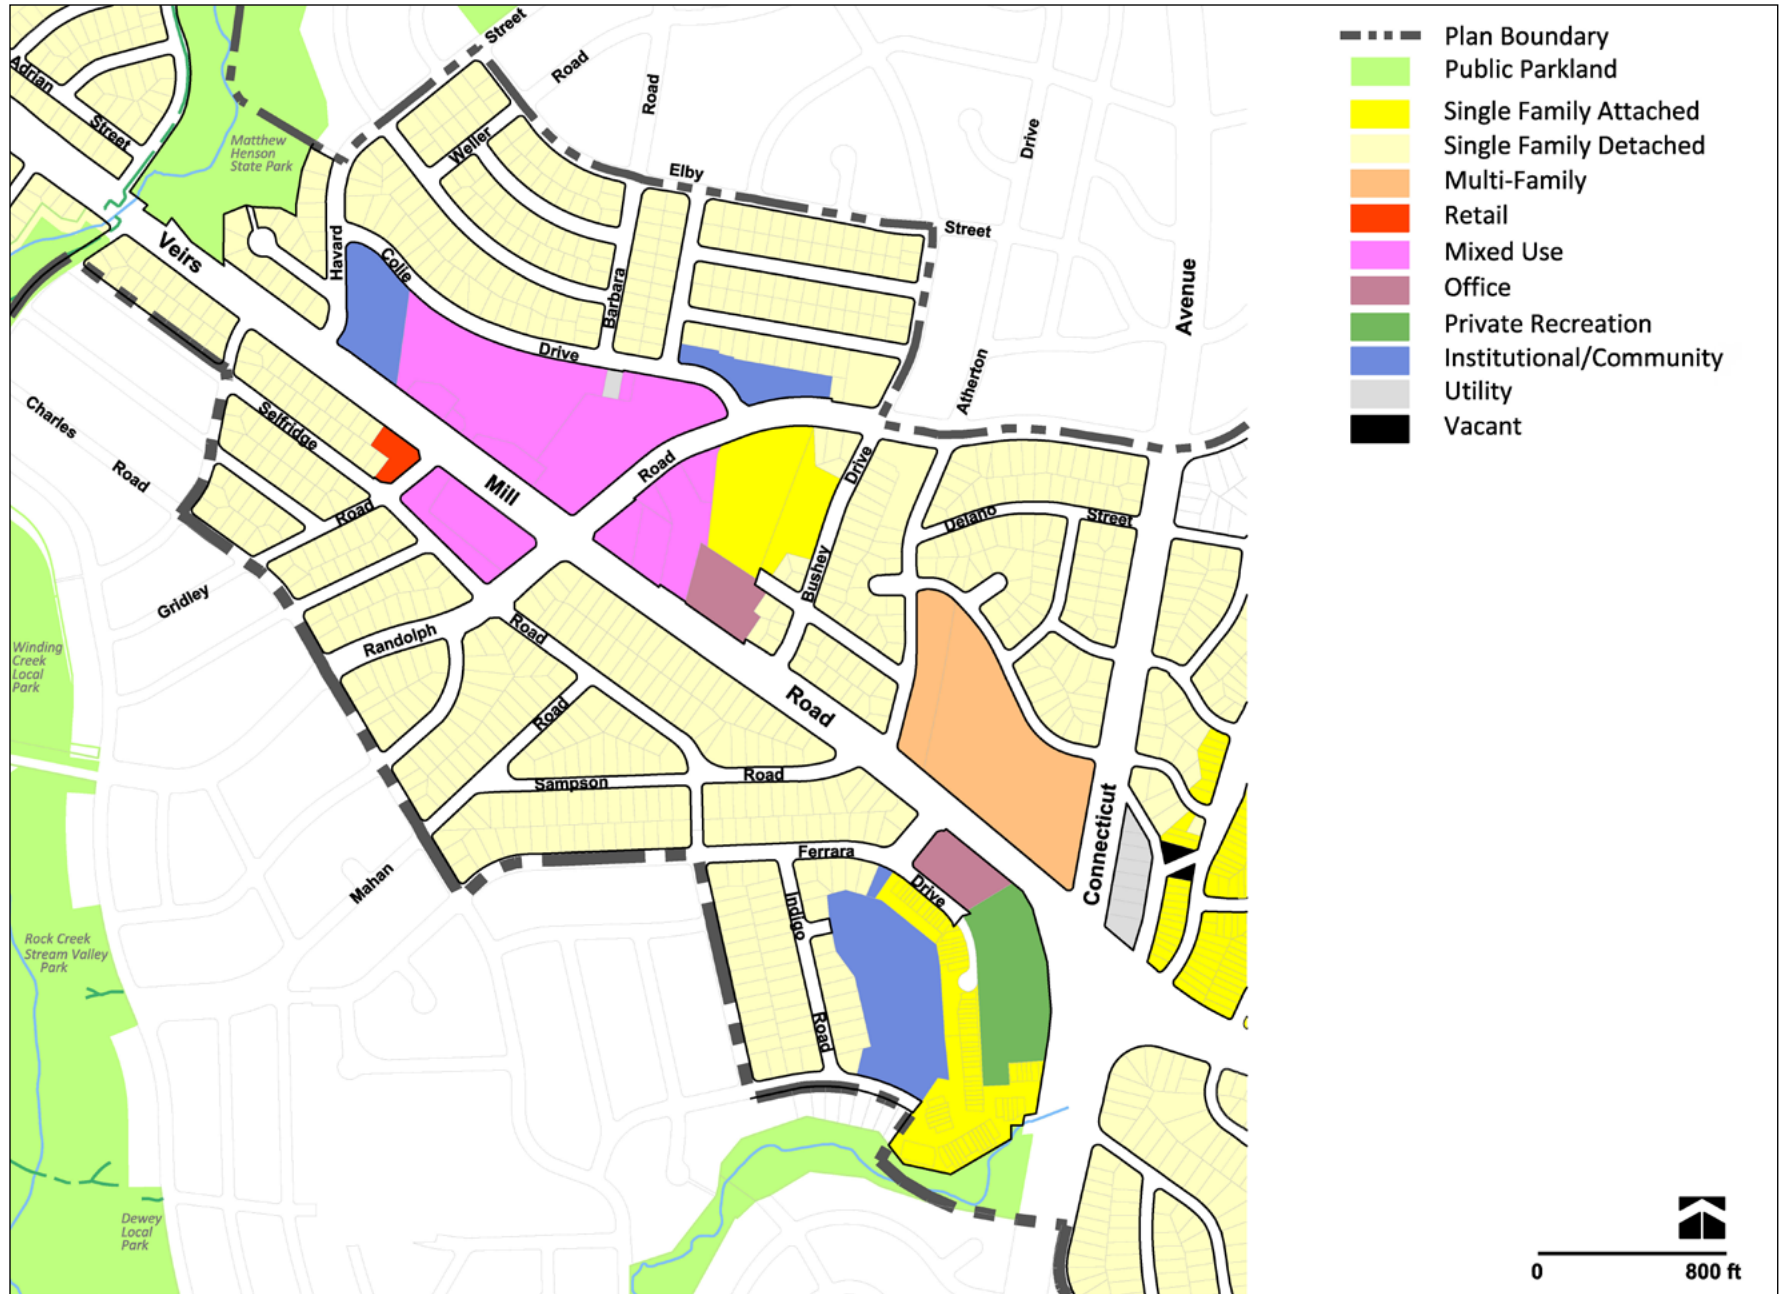 Street
Road
Road
Drive
Adrian
Street
Matthew
Henson
State Park
Weller
Elby
Street
Veirs
Havard
Colie
Barbara
Drive
Avenue
Atherton
Charles
Road
Selfridge
Road
Mill
Road
Drive
Delano
Street
Bushey
Gridley
Randolph
Road
Winding
Creek
Local
Park
Road
Road
Sampson
Road
Connecticut
Mahan
Ferrara
Drive
Indigo
Road
Rock Creek
Stream Valley
Park
Dewey
Local
Park
Plan Boundary
Public Parkland
Single Family Attached
Single Family Detached
Multi-Family
Retail
Mixed Use
Office
Private Recreation
Institutional/Community
Utility
Vacant
0 800 ft